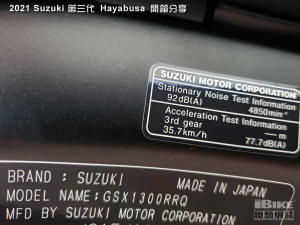 2021 Suzuki 第三代 Hayabusa 開箱分享
SUZUKI MOTOR CORPORATION
Stationary Noise Test Information
92dB(A) 4850min⁻¹
Acceleration Test Information
3rd gear — m
35.7km/h 77.7dB(A)
BRAND : SUZUKI MADE IN JAPAN
MODEL NAME : GSX1300RRQ
MFD BY SUZUKI MOTOR CORPORATION